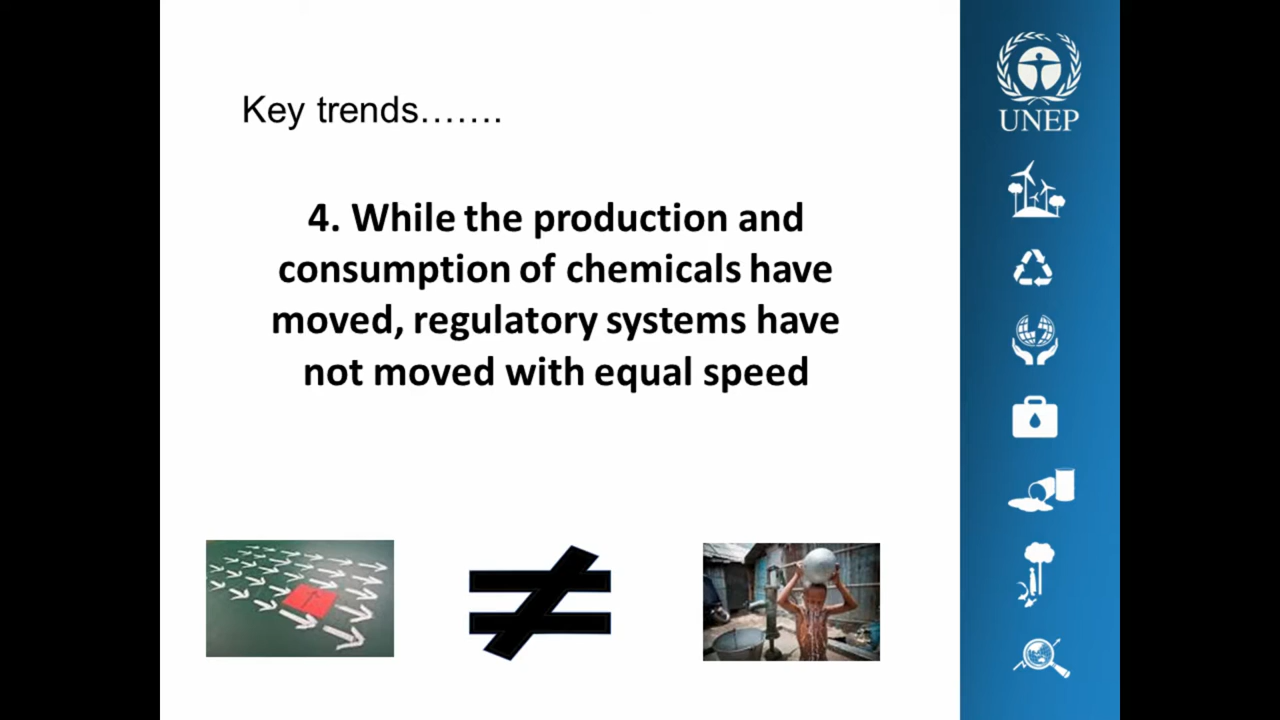 Key trends.......
4. While the production and
consumption of chemicals have
moved, regulatory systems have
not moved with equal speed
UNEP